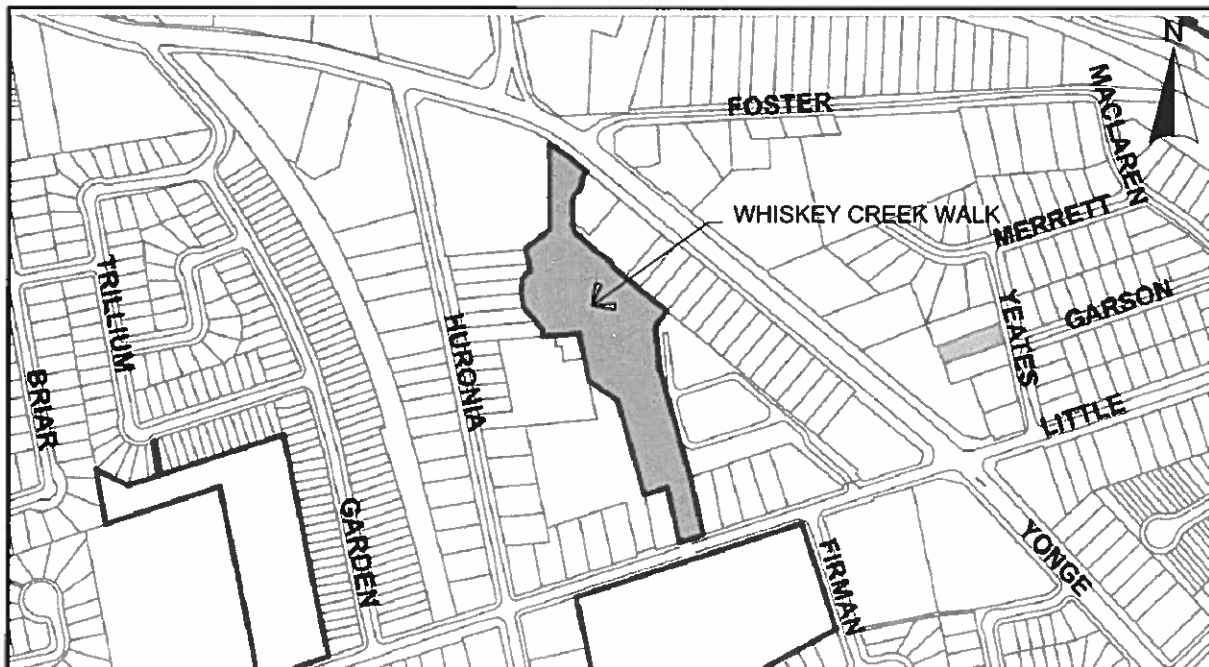 N
FOSTER
MACLAREN
WHISKEY CREEK WALK
MERRETT
TRILLIUM
GARSON
HURONIA
YEATES
BRIAR
LITTLE
GARDEN
YONGE
FIRMAN